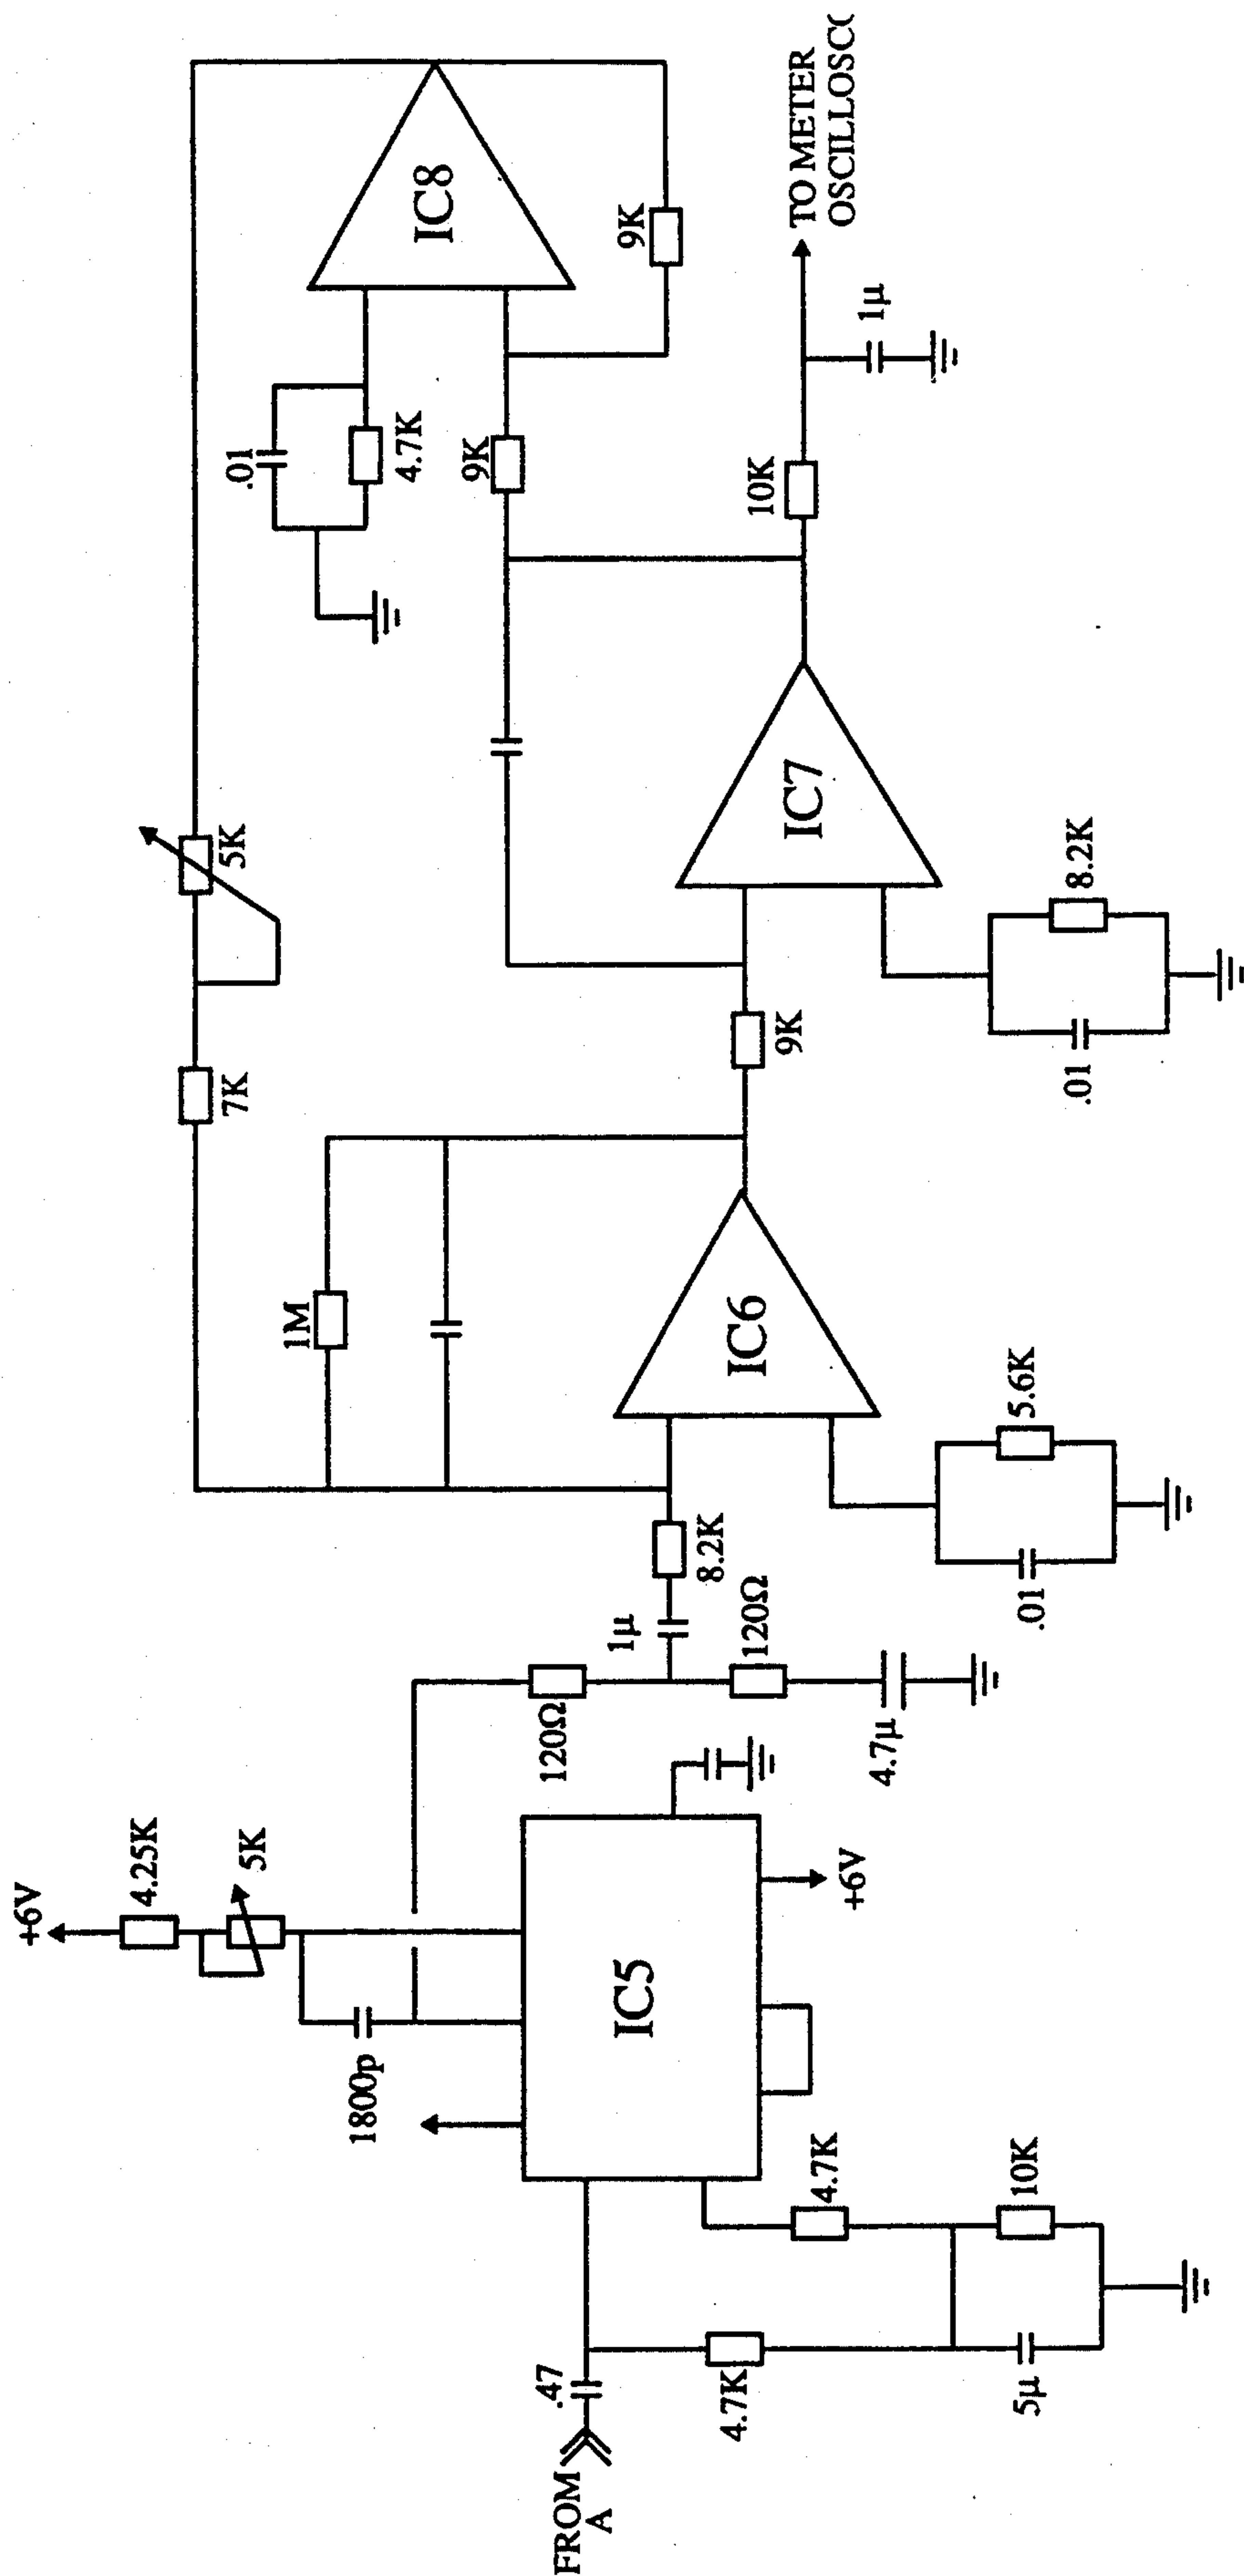 FROM
A
.47
4.7K
5µ
4.7K
10K
1800p
+6V
4.25K
5K
IC5
+6V
120Ω
120Ω
4.7µ
1µ
8.2K
1M
IC6
.01
5.6K
7K
5K
9K
IC7
.01
8.2K
.01
4.7K
9K
IC8
9K
10K
1µ
TO METER